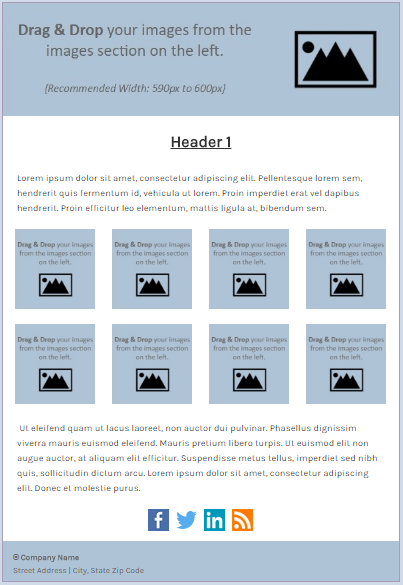 Drag & Drop your images from the
images section on the left.
{Recommended Width: 590px to 600px}
Header 1
Lorem ipsum dolor sit amet, consectetur adipiscing elit. Pellentesque lorem sem,
hendrerit quis fermentum id, vehicula ut lorem. Proin imperdiet erat vel dapibus
hendrerit. Proin efficitur leo elementum, mattis ligula at, bibendum sem.
Drag & Drop your images
from the images section
on the left.
Drag & Drop your images
from the images section
on the left.
Drag & Drop your images
from the images section
on the left.
Drag & Drop your images
from the images section
on the left.
Drag & Drop your images
from the images section
on the left.
Drag & Drop your images
from the images section
on the left.
Drag & Drop your images
from the images section
on the left.
Drag & Drop your images
from the images section
on the left.
Ut eleifend quam ut lacus laoreet, non auctor dui pulvinar. Phasellus dignissim
viverra mauris euismod eleifend. Mauris pretium libero turpis. Ut euismod elit non
augue auctor, at aliquam elit efficitur. Suspendisse metus tellus, imperdiet sed nibh
quis, sollicitudin dictum arcu. Lorem ipsum dolor sit amet, consectetur adipiscing
elit. Donec et molestie purus.
© Company Name
Street Address | City, State Zip Code